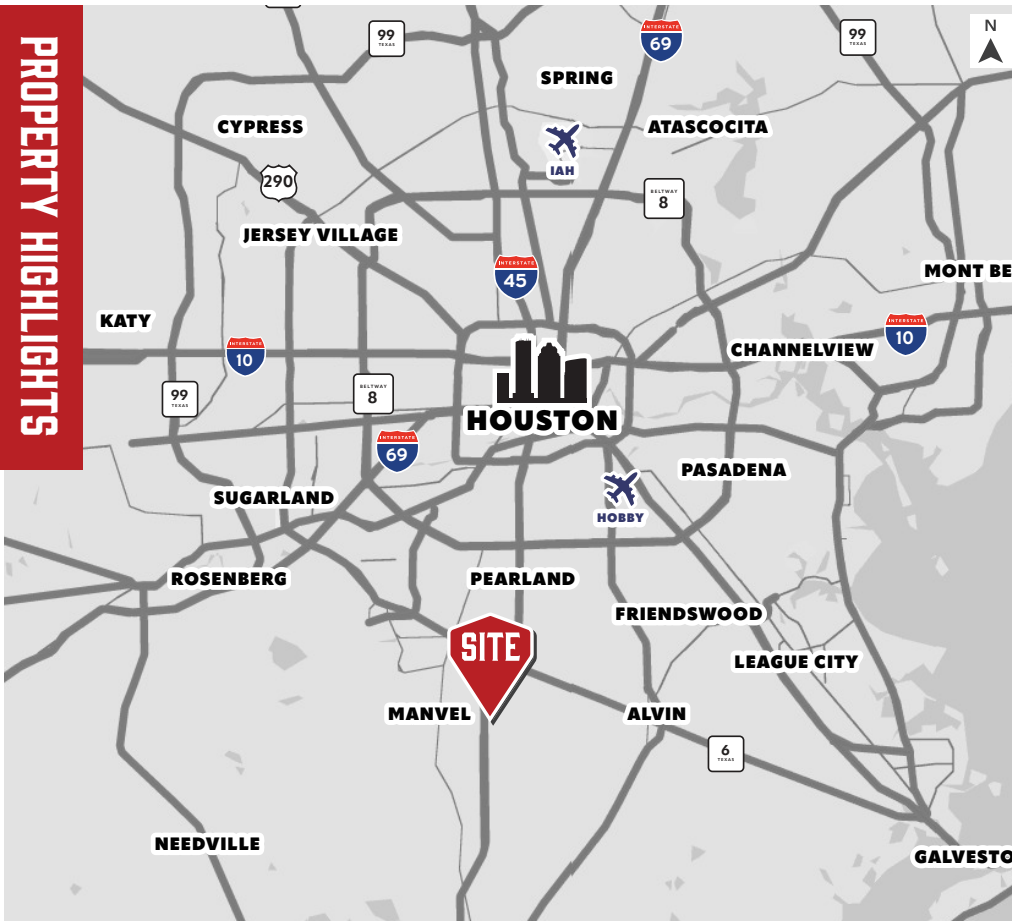 PROPERTY HIGHLIGHTS
N
99
TEXAS
INTERSTATE
69
99
TEXAS
SPRING
CYPRESS
ATASCOCITA
IAH
290
BELTWAY
8
JERSEY VILLAGE
INTERSTATE
45
MONT BE
KATY
INTERSTATE
10
INTERSTATE
10
CHANNELVIEW
99
TEXAS
BELTWAY
8
HOUSTON
INTERSTATE
69
PASADENA
SUGARLAND
HOBBY
ROSENBERG
PEARLAND
FRIENDSWOOD
SITE
LEAGUE CITY
MANVEL
ALVIN
6
TEXAS
NEEDVILLE
GALVESTO